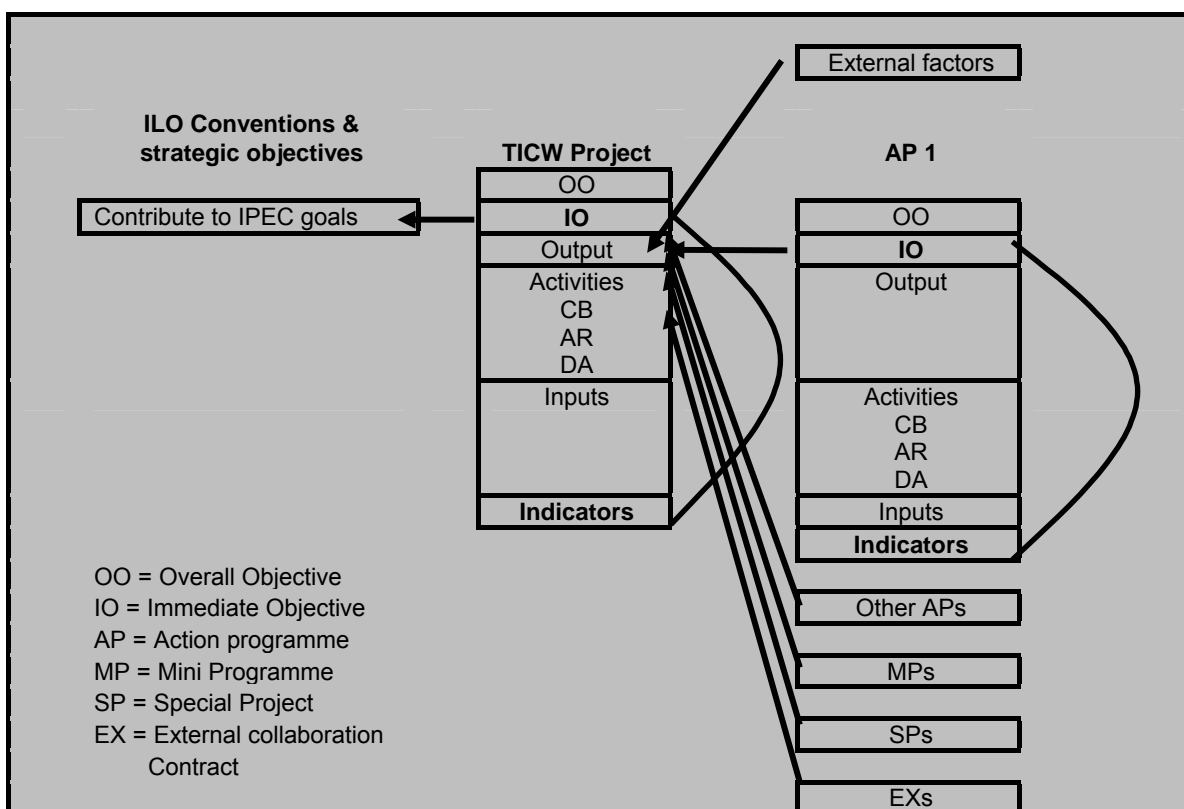 External factors
ILO Conventions &
strategic objectives
Contribute to IPEC goals
TICW Project
OO
IO
Output
Activities
CB
AR
DA
Inputs
Indicators
AP 1
OO
IO
Output
Activities
CB
AR
DA
Inputs
Indicators
Other APs
MPs
SPs
EXs
OO = Overall Objective
IO = Immediate Objective
AP = Action programme
MP = Mini Programme
SP = Special Project
EX = External collaboration
Contract